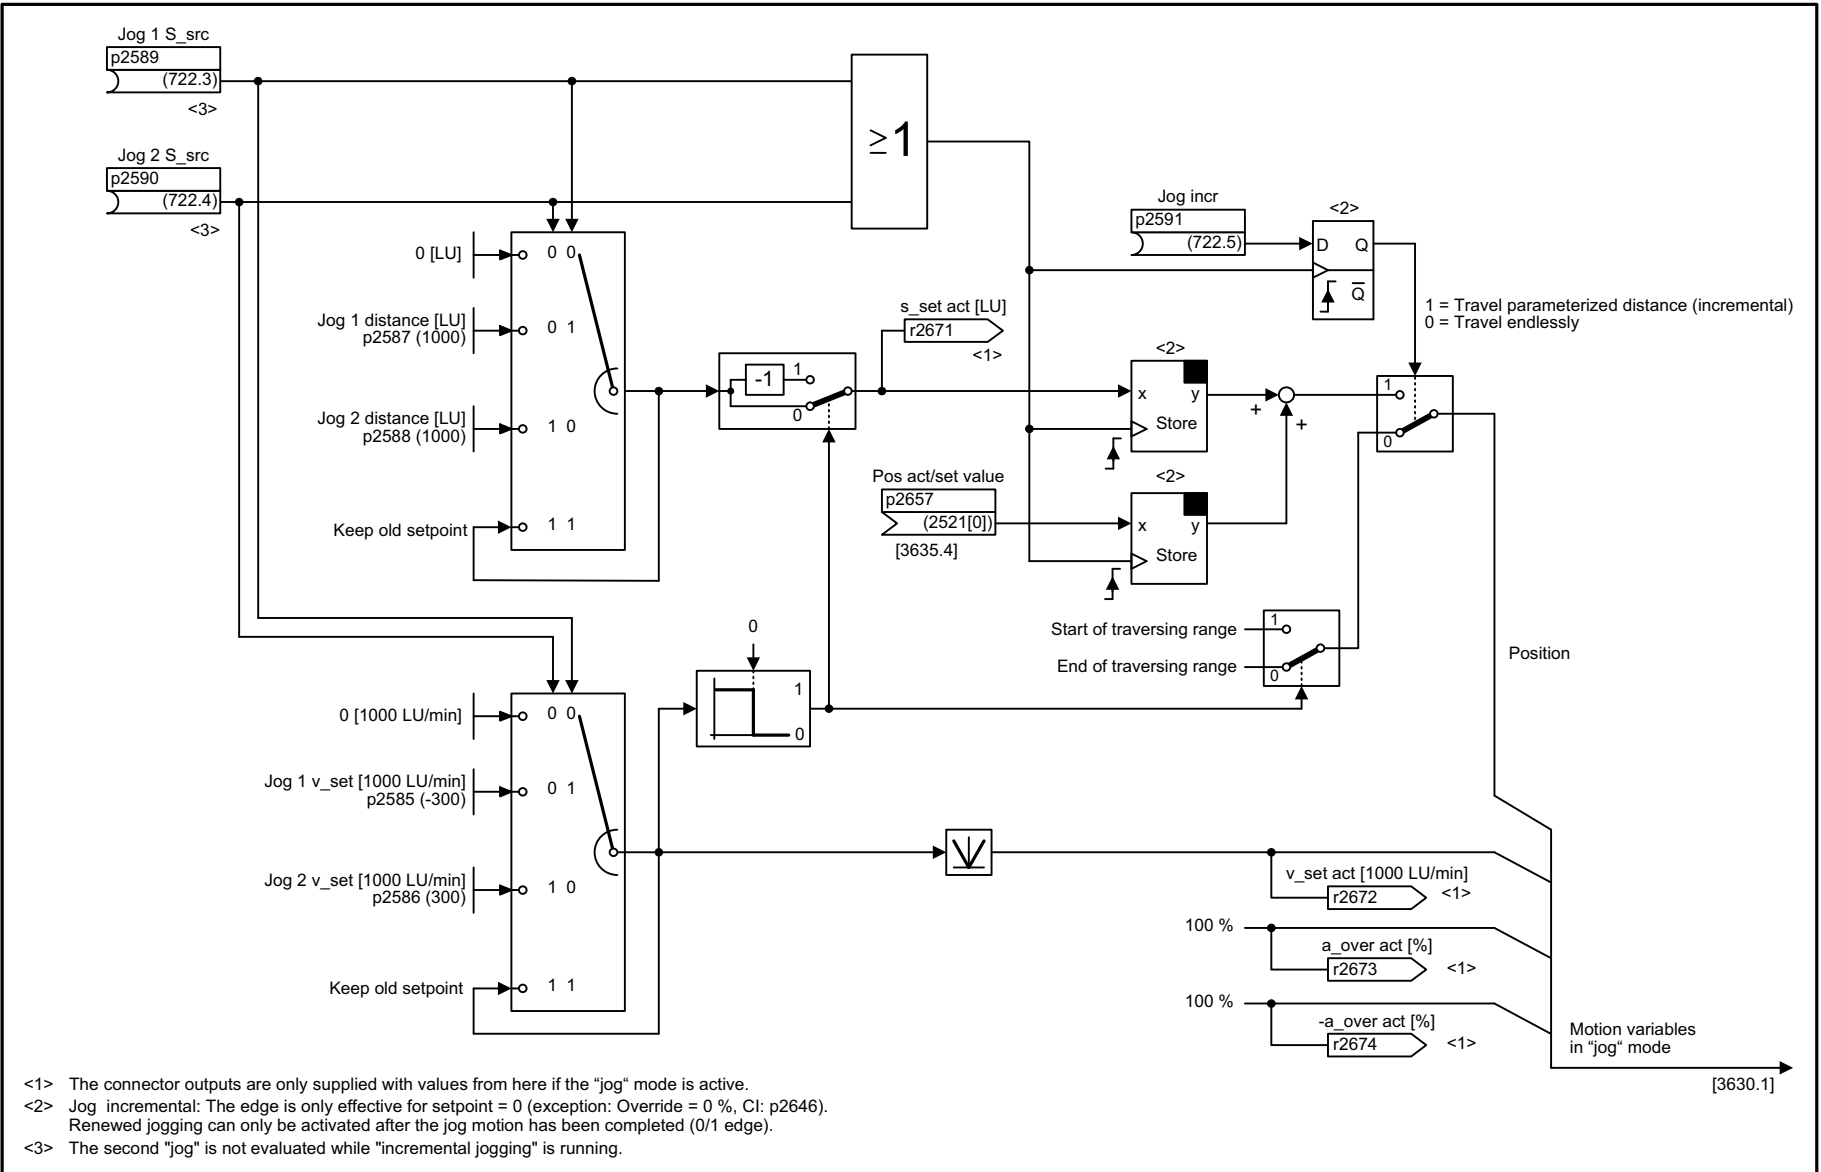 Jog 1 S_src
p2589
(722.3)
<3>
Jog 2 S_src
p2590
(722.4)
<3>
≥1
0 [LU]
0 0
Jog 1 distance [LU]
p2587 (1000)
0 1
Jog 2 distance [LU]
p2588 (1000)
1 0
Keep old setpoint
1 1
-1
1
0
s_set act [LU]
r2671
<1>
Pos act/set value
p2657
(2521[0])
[3635.4]
Jog incr
p2591
(722.5)
<2>
D Q
Q
1 = Travel parameterized distance (incremental)
0 = Travel endlessly
<2>
x y
Store
+
+
<2>
x y
Store
1
0
Start of traversing range
End of traversing range
1
0
Position
0
1
0
0 [1000 LU/min]
0 0
Jog 1 v_set [1000 LU/min]
p2585 (-300)
0 1
Jog 2 v_set [1000 LU/min]
p2586 (300)
1 0
Keep old setpoint
1 1
v_set act [1000 LU/min]
r2672
<1>
100 %
a_over act [%]
r2673
<1>
100 %
-a_over act [%]
r2674
<1>
Motion variables
in “jog“ mode
[3630.1]
<1> The connector outputs are only supplied with values from here if the “jog“ mode is active.
<2> Jog incremental: The edge is only effective for setpoint = 0 (exception: Override = 0 %, CI: p2646).
Renewed jogging can only be activated after the jog motion has been completed (0/1 edge).
<3> The second "jog" is not evaluated while "incremental jogging" is running.